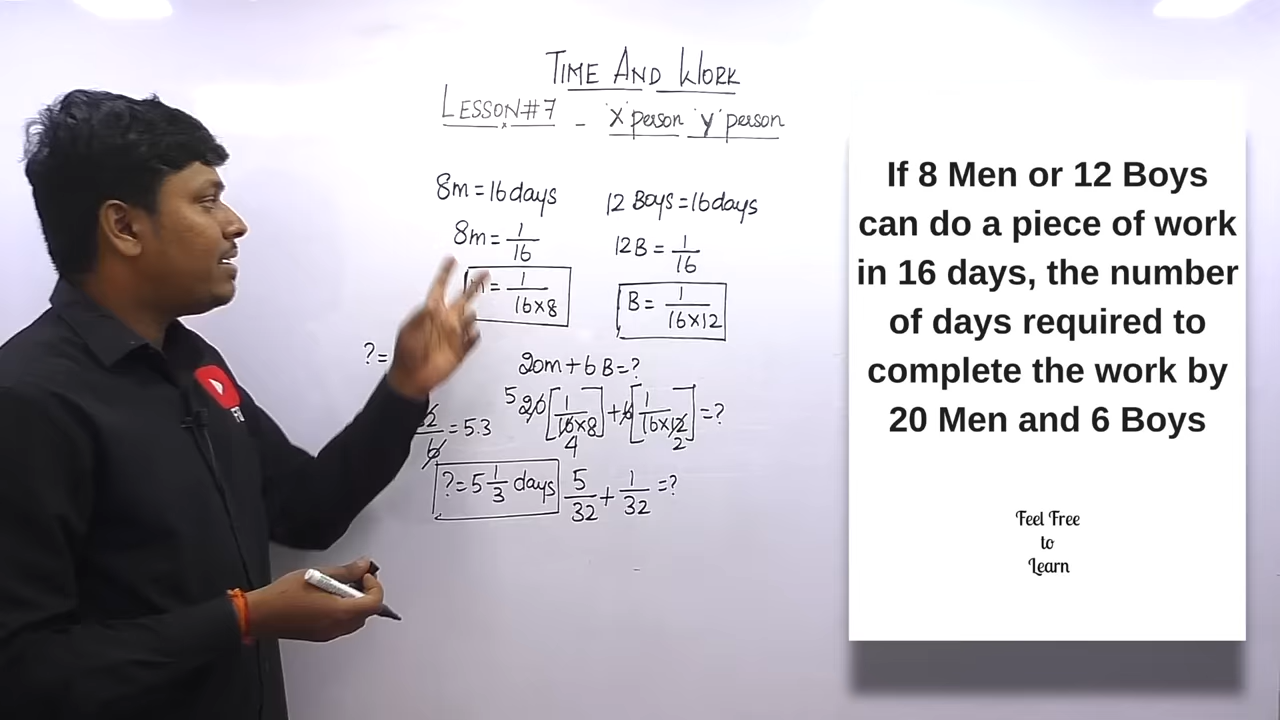 TIME AND WORK
LESSON#7 - 'X' person 'y' person
8m = 16 days
8m = 1/16
= 1/16×8
12 Boys = 16 days
12B = 1/16
B = 1/16×12
?=
20m + 6 B = ?
5 20[1/16×8] + 6[1/16×12] = ?
4 2
5/32 + 1/32 = ?
/6 = 5.3
? = 5 1/3 days
If 8 Men or 12 Boys
can do a piece of work
in 16 days, the number
of days required to
complete the work by
20 Men and 6 Boys
Feel Free
to
Learn